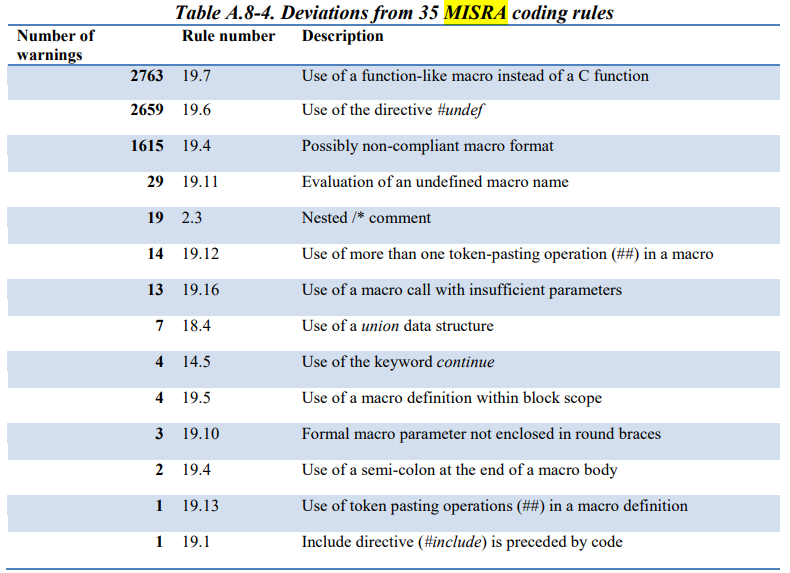 Table A.8-4. Deviations from 35 MISRA coding rules
Number of warnings Rule number Description
2763 19.7 Use of a function-like macro instead of a C function
2659 19.6 Use of the directive #undef
1615 19.4 Possibly non-compliant macro format
29 19.11 Evaluation of an undefined macro name
19 2.3 Nested /* comment
14 19.12 Use of more than one token-pasting operation (##) in a macro
13 19.16 Use of a macro call with insufficient parameters
7 18.4 Use of a union data structure
4 14.5 Use of the keyword continue
4 19.5 Use of a macro definition within block scope
3 19.10 Formal macro parameter not enclosed in round braces
2 19.4 Use of a semi-colon at the end of a macro body
1 19.13 Use of token pasting operations (##) in a macro definition
1 19.1 Include directive (#include) is preceded by code